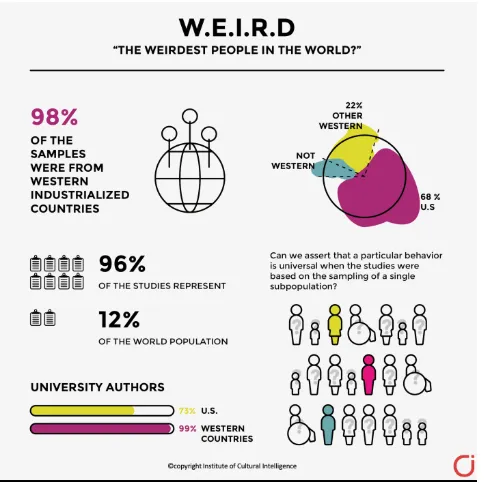 W.E.I.R.D
“THE WEIRDEST PEOPLE IN THE WORLD?”
98%
OF THE
SAMPLES
WERE FROM
WESTERN
INDUSTRIALIZED
COUNTRIES
22%
OTHER
WESTERN
NOT
WESTERN
68 %
U.S
96%
OF THE STUDIES REPRESENT
12%
OF THE WORLD POPULATION
Can we assert that a particular behavior
is universal when the studies were
based on the sampling of a single
subpopulation?
? ? ? ? ? ?
? ? ? ? ? ?
? ? ? ? ? ?
UNIVERSITY AUTHORS
73% U.S.
99% WESTERN
COUNTRIES
©copyright Institute of Cultural Intelligence